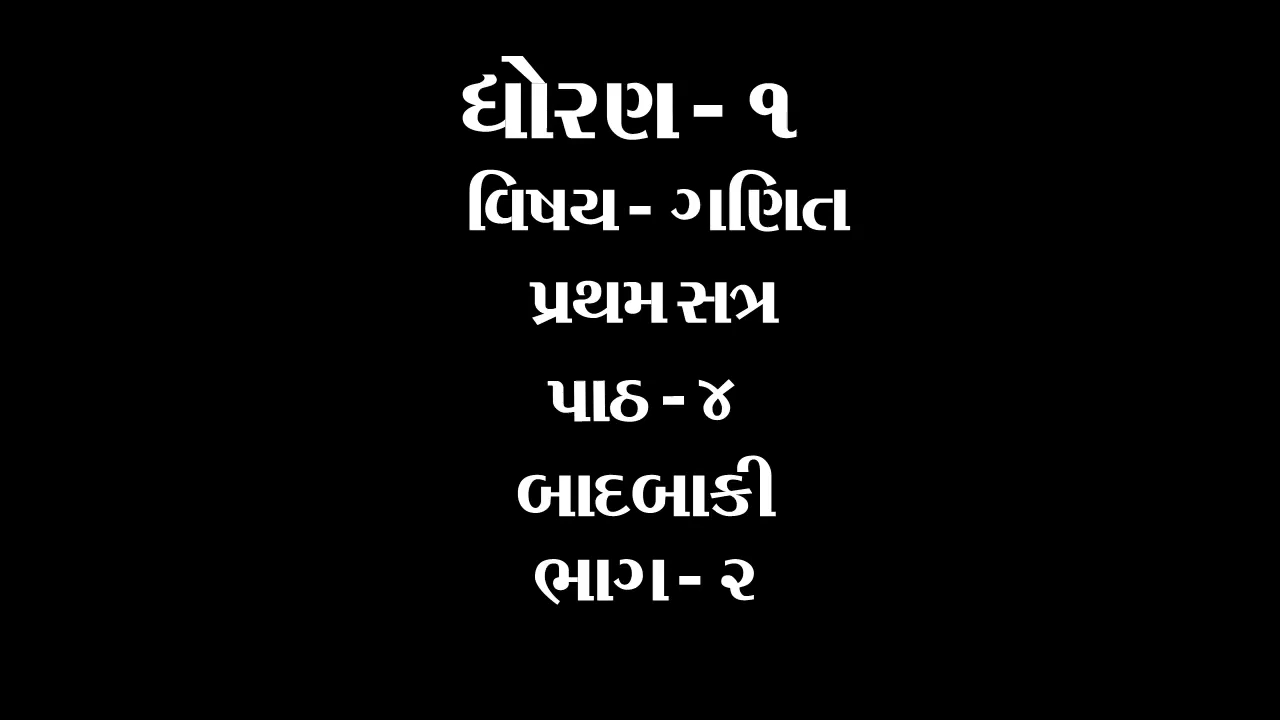 ધોરણ - ૧
વિષય - ગણિત
પ્રથમ સત્ર
પાઠ - ૪
બાદબાકી
ભાગ - ૨